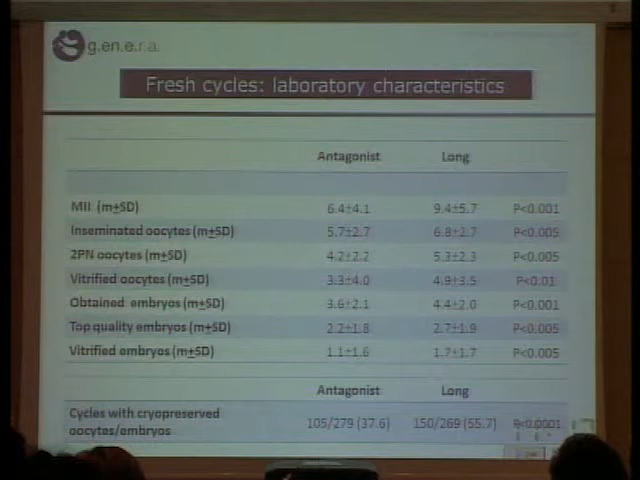 g.en.e.r.a.
Fresh cycles: laboratory characteristics
Antagonist Long
MII (m±SD) 6.4±4.1 9.4±5.7 P<0.001
Inseminated oocytes (m±SD) 5.7±2.7 6.8±2.7 P<0.005
2PN oocytes (m±SD) 4.2±2.2 5.3±2.3 P<0.005
Vitrified oocytes (m±SD) 3.3±4.0 4.9±3.5 P<0.01
Obtained embryos (m±SD) 3.6±2.1 4.4±2.0 P<0.001
Top quality embryos (m±SD) 2.2±1.8 2.7±1.9 P<0.005
Vitrified embryos (m±SD) 1.1±1.6 1.7±1.7 P<0.005
Antagonist Long
Cycles with cryopreserved
oocytes/embryos 105/279 (37.6) 150/269 (55.7) P<0.0001